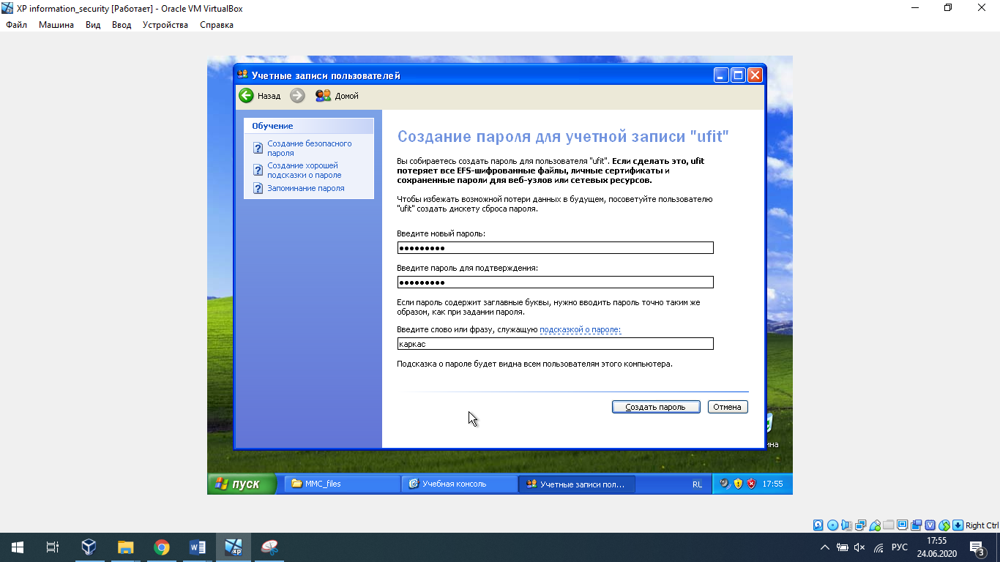 XP information_security [Работает] - Oracle VM VirtualBox
Файл Машина Вид Ввод Устройства Справка
Учетные записи пользователей
Назад Домой
Обучение
Создание безопасного
пароля
Создание хорошей
подсказки о пароле
Запоминание пароля
Создание пароля для учетной записи "ufit"
Вы собираетесь создать пароль для пользователя "ufit". Если сделать это, ufit
потеряет все EFS-шифрованные файлы, личные сертификаты и
сохраненные пароли для веб-узлов или сетевых ресурсов.
Чтобы избежать возможной потери данных в будущем, посоветуйте пользователю
"ufit" создать дискету сброса пароля.
Введите новый пароль:
●●●●●●●●●
Введите пароль для подтверждения:
●●●●●●●●●
Если пароль содержит заглавные буквы, нужно вводить пароль точно таким же
образом, как при задании пароля.
Введите слово или фразу, служащую подсказкой о пароле:
каркас
Подсказка о пароле будет видна всем пользователям этого компьютера.
Создать пароль Отмена
пуск MMC_files Учебная консоль Учетные записи пол... RL 17:55
Right Ctrl
РУС 17:55
24.06.2020
3